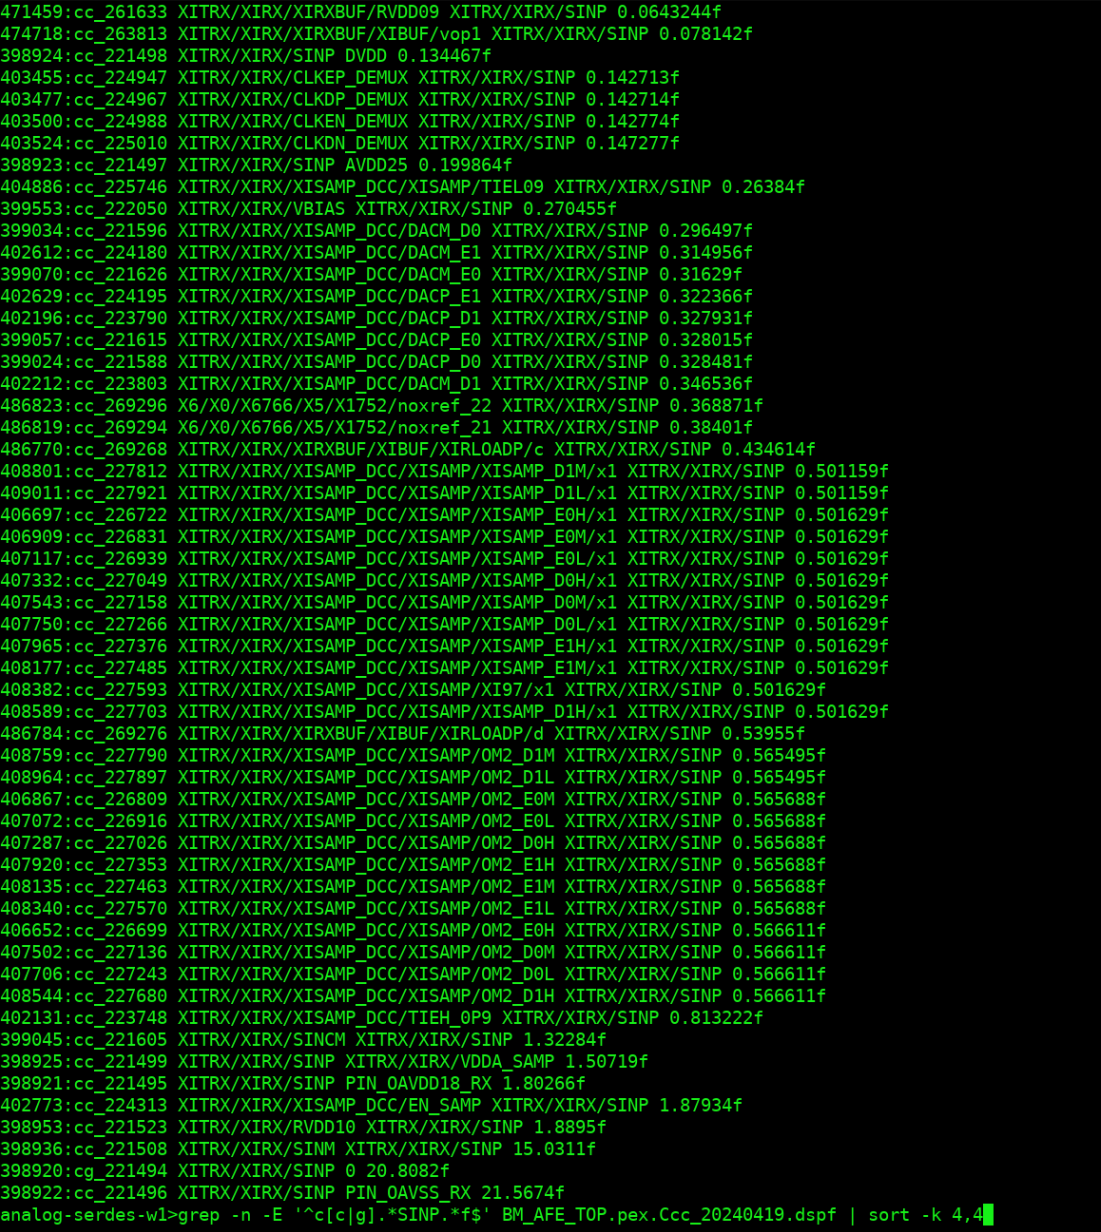 471459:cc_261633 XITRX/XIRX/XIRXBUF/RVDD09 XITRX/XIRX/SINP 0.0643244f
474718:cc_263813 XITRX/XIRX/XIRXBUF/XIBUF/vop1 XITRX/XIRX/SINP 0.078142f
398924:cc_221498 XITRX/XIRX/SINP DVDD 0.134467f
403455:cc_224947 XITRX/XIRX/CLKEP_DEMUX XITRX/XIRX/SINP 0.142713f
403477:cc_224967 XITRX/XIRX/CLKDP_DEMUX XITRX/XIRX/SINP 0.142714f
403500:cc_224988 XITRX/XIRX/CLKEN_DEMUX XITRX/XIRX/SINP 0.142774f
403524:cc_225010 XITRX/XIRX/CLKDN_DEMUX XITRX/XIRX/SINP 0.147277f
398923:cc_221497 XITRX/XIRX/SINP AVDD25 0.199864f
404886:cc_225746 XITRX/XIRX/XISAMP_DCC/XISAMP/TIEL09 XITRX/XIRX/SINP 0.26384f
399553:cc_222050 XITRX/XIRX/VBIAS XITRX/XIRX/SINP 0.270455f
399034:cc_221596 XITRX/XIRX/XISAMP_DCC/DACM_D0 XITRX/XIRX/SINP 0.296497f
402612:cc_224180 XITRX/XIRX/XISAMP_DCC/DACM_E1 XITRX/XIRX/SINP 0.314956f
399070:cc_221626 XITRX/XIRX/XISAMP_DCC/DACM_E0 XITRX/XIRX/SINP 0.31629f
402629:cc_224195 XITRX/XIRX/XISAMP_DCC/DACP_E1 XITRX/XIRX/SINP 0.322366f
402196:cc_223790 XITRX/XIRX/XISAMP_DCC/DACP_D1 XITRX/XIRX/SINP 0.327931f
399057:cc_221615 XITRX/XIRX/XISAMP_DCC/DACP_E0 XITRX/XIRX/SINP 0.328015f
399024:cc_221588 XITRX/XIRX/XISAMP_DCC/DACP_D0 XITRX/XIRX/SINP 0.328481f
402212:cc_223803 XITRX/XIRX/XISAMP_DCC/DACM_D1 XITRX/XIRX/SINP 0.346536f
486823:cc_269296 X6/X0/X6766/X5/X1752/noxref_22 XITRX/XIRX/SINP 0.368871f
486819:cc_269294 X6/X0/X6766/X5/X1752/noxref_21 XITRX/XIRX/SINP 0.38401f
486770:cc_269268 XITRX/XIRX/XIRXBUF/XIBUF/XIRLOADP/c XITRX/XIRX/SINP 0.434614f
408801:cc_227812 XITRX/XIRX/XISAMP_DCC/XISAMP/XISAMP_D1M/x1 XITRX/XIRX/SINP 0.501159f
409011:cc_227921 XITRX/XIRX/XISAMP_DCC/XISAMP/XISAMP_D1L/x1 XITRX/XIRX/SINP 0.501159f
406697:cc_226722 XITRX/XIRX/XISAMP_DCC/XISAMP/XISAMP_E0H/x1 XITRX/XIRX/SINP 0.501629f
406909:cc_226831 XITRX/XIRX/XISAMP_DCC/XISAMP/XISAMP_E0M/x1 XITRX/XIRX/SINP 0.501629f
407117:cc_226939 XITRX/XIRX/XISAMP_DCC/XISAMP/XISAMP_E0L/x1 XITRX/XIRX/SINP 0.501629f
407332:cc_227049 XITRX/XIRX/XISAMP_DCC/XISAMP/XISAMP_D0H/x1 XITRX/XIRX/SINP 0.501629f
407543:cc_227158 XITRX/XIRX/XISAMP_DCC/XISAMP/XISAMP_D0M/x1 XITRX/XIRX/SINP 0.501629f
407750:cc_227266 XITRX/XIRX/XISAMP_DCC/XISAMP/XISAMP_D0L/x1 XITRX/XIRX/SINP 0.501629f
407965:cc_227376 XITRX/XIRX/XISAMP_DCC/XISAMP/XISAMP_E1H/x1 XITRX/XIRX/SINP 0.501629f
408177:cc_227485 XITRX/XIRX/XISAMP_DCC/XISAMP/XISAMP_E1M/x1 XITRX/XIRX/SINP 0.501629f
408382:cc_227593 XITRX/XIRX/XISAMP_DCC/XISAMP/XI97/x1 XITRX/XIRX/SINP 0.501629f
408589:cc_227703 XITRX/XIRX/XISAMP_DCC/XISAMP/XISAMP_D1H/x1 XITRX/XIRX/SINP 0.501629f
486784:cc_269276 XITRX/XIRX/XIRXBUF/XIBUF/XIRLOADP/d XITRX/XIRX/SINP 0.53955f
408759:cc_227790 XITRX/XIRX/XISAMP_DCC/XISAMP/OM2_D1M XITRX/XIRX/SINP 0.565495f
408964:cc_227897 XITRX/XIRX/XISAMP_DCC/XISAMP/OM2_D1L XITRX/XIRX/SINP 0.565495f
406867:cc_226809 XITRX/XIRX/XISAMP_DCC/XISAMP/OM2_E0M XITRX/XIRX/SINP 0.565688f
407072:cc_226916 XITRX/XIRX/XISAMP_DCC/XISAMP/OM2_E0L XITRX/XIRX/SINP 0.565688f
407287:cc_227026 XITRX/XIRX/XISAMP_DCC/XISAMP/OM2_D0H XITRX/XIRX/SINP 0.565688f
407920:cc_227353 XITRX/XIRX/XISAMP_DCC/XISAMP/OM2_E1H XITRX/XIRX/SINP 0.565688f
408135:cc_227463 XITRX/XIRX/XISAMP_DCC/XISAMP/OM2_E1M XITRX/XIRX/SINP 0.565688f
408340:cc_227570 XITRX/XIRX/XISAMP_DCC/XISAMP/OM2_E1L XITRX/XIRX/SINP 0.565688f
406652:cc_226699 XITRX/XIRX/XISAMP_DCC/XISAMP/OM2_E0H XITRX/XIRX/SINP 0.566611f
407502:cc_227136 XITRX/XIRX/XISAMP_DCC/XISAMP/OM2_D0M XITRX/XIRX/SINP 0.566611f
407706:cc_227243 XITRX/XIRX/XISAMP_DCC/XISAMP/OM2_D0L XITRX/XIRX/SINP 0.566611f
408544:cc_227680 XITRX/XIRX/XISAMP_DCC/XISAMP/OM2_D1H XITRX/XIRX/SINP 0.566611f
402131:cc_223748 XITRX/XIRX/XISAMP_DCC/TIEH_0P9 XITRX/XIRX/SINP 0.813222f
399045:cc_221605 XITRX/XIRX/SINCM XITRX/XIRX/SINP 1.32284f
398925:cc_221499 XITRX/XIRX/SINP XITRX/XIRX/VDDA_SAMP 1.50719f
398921:cc_221495 XITRX/XIRX/SINP PIN_OAVDD18_RX 1.80266f
402773:cc_224313 XITRX/XIRX/XISAMP_DCC/EN_SAMP XITRX/XIRX/SINP 1.87934f
398953:cc_221523 XITRX/XIRX/RVDD10 XITRX/XIRX/SINP 1.8895f
398936:cc_221508 XITRX/XIRX/SINM XITRX/XIRX/SINP 15.0311f
398920:cg_221494 XITRX/XIRX/SINP 0 20.8082f
398922:cc_221496 XITRX/XIRX/SINP PIN_OAVSS_RX 21.5674f
analog-serdes-w1>grep -n -E '^c[c|g].*SINP.*f$' BM_AFE_TOP.pex.Ccc_20240419.dspf | sort -k 4,4